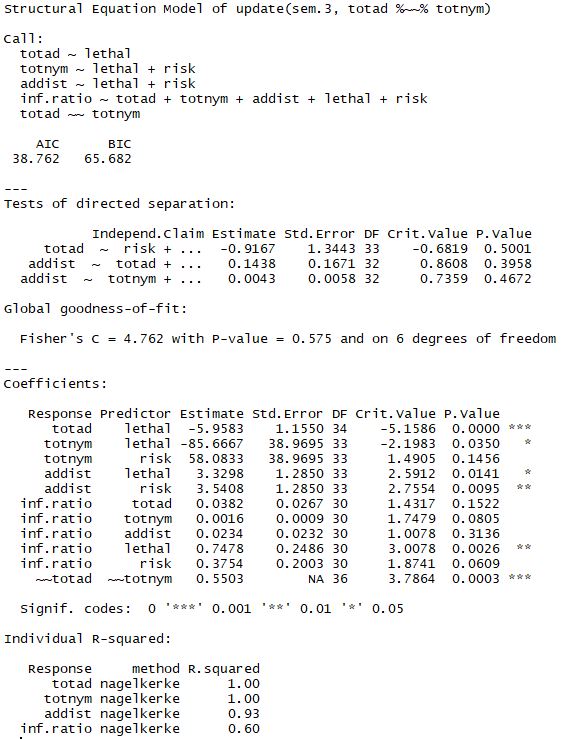 Structural Equation Model of update(sem.3, totad %~~% totnym)
Call:
totad ~ lethal
totnym ~ lethal + risk
addist ~ lethal + risk
inf.ratio ~ totad + totnym + addist + lethal + risk
totad ~~ totnym
AIC BIC
38.762 65.682
---
Tests of directed separation:
Independ.Claim Estimate Std.Error DF Crit.Value P.Value
totad ~ risk + ... -0.9167 1.3443 33 -0.6819 0.5001
addist ~ totad + ... 0.1438 0.1671 32 0.8608 0.3958
addist ~ totnym + ... 0.0043 0.0058 32 0.7359 0.4672
Global goodness-of-fit:
Fisher's C = 4.762 with P-value = 0.575 and on 6 degrees of freedom
---
Coefficients:
Response Predictor Estimate Std.Error DF Crit.Value P.Value
totad lethal -5.9583 1.1550 34 -5.1586 0.0000 ***
totnym lethal -85.6667 38.9695 33 -2.1983 0.0350 *
totnym risk 58.0833 38.9695 33 1.4905 0.1456
addist lethal 3.3298 1.2850 33 2.5912 0.0141 *
addist risk 3.5408 1.2850 33 2.7554 0.0095 **
inf.ratio totad 0.0382 0.0267 30 1.4317 0.1522
inf.ratio totnym 0.0016 0.0009 30 1.7479 0.0805
inf.ratio addist 0.0234 0.0232 30 1.0078 0.3136
inf.ratio lethal 0.7478 0.2486 30 3.0078 0.0026 **
inf.ratio risk 0.3754 0.2003 30 1.8741 0.0609
~~totad ~~totnym 0.5503 NA 36 3.7864 0.0003 ***
Signif. codes: 0 '***' 0.001 '**' 0.01 '*' 0.05
Individual R-squared:
Response method R.squared
totad nagelkerke 1.00
totnym nagelkerke 1.00
addist nagelkerke 0.93
inf.ratio nagelkerke 0.60